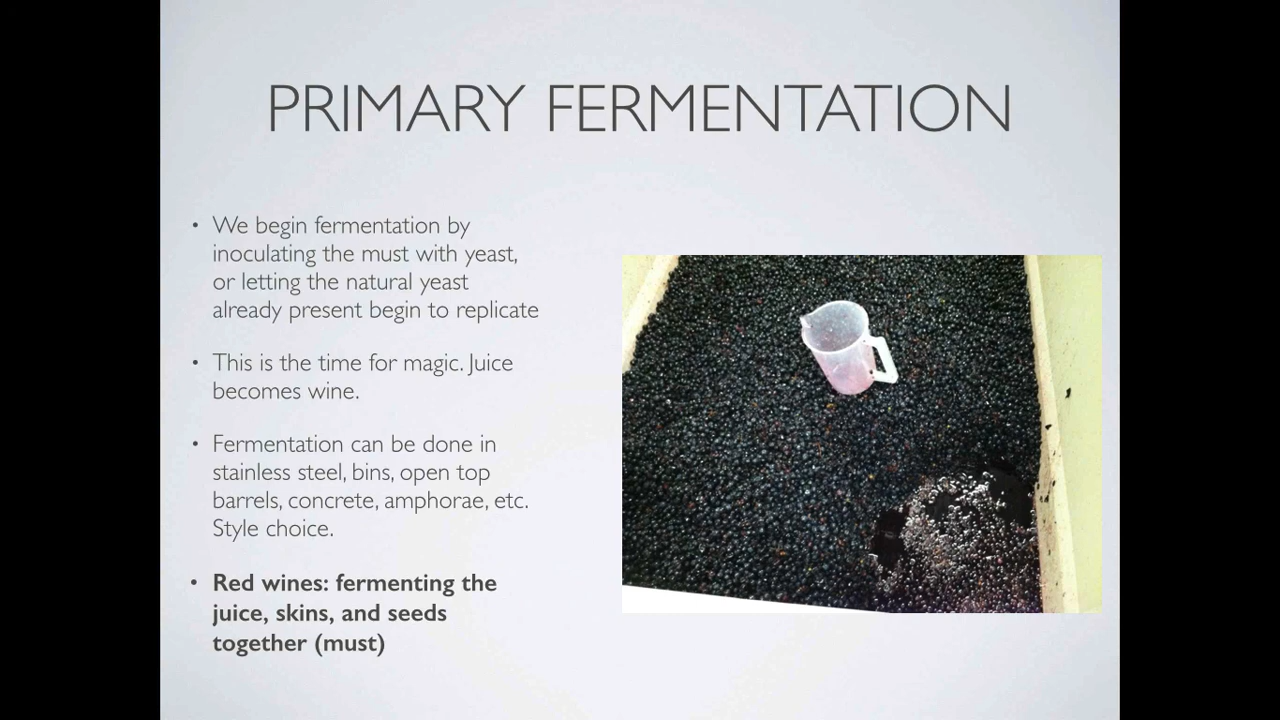 PRIMARY FERMENTATION
• We begin fermentation by
inoculating the must with yeast,
or letting the natural yeast
already present begin to replicate
• This is the time for magic. Juice
becomes wine.
• Fermentation can be done in
stainless steel, bins, open top
barrels, concrete, amphorae, etc.
Style choice.
• Red wines: fermenting the
juice, skins, and seeds
together (must)